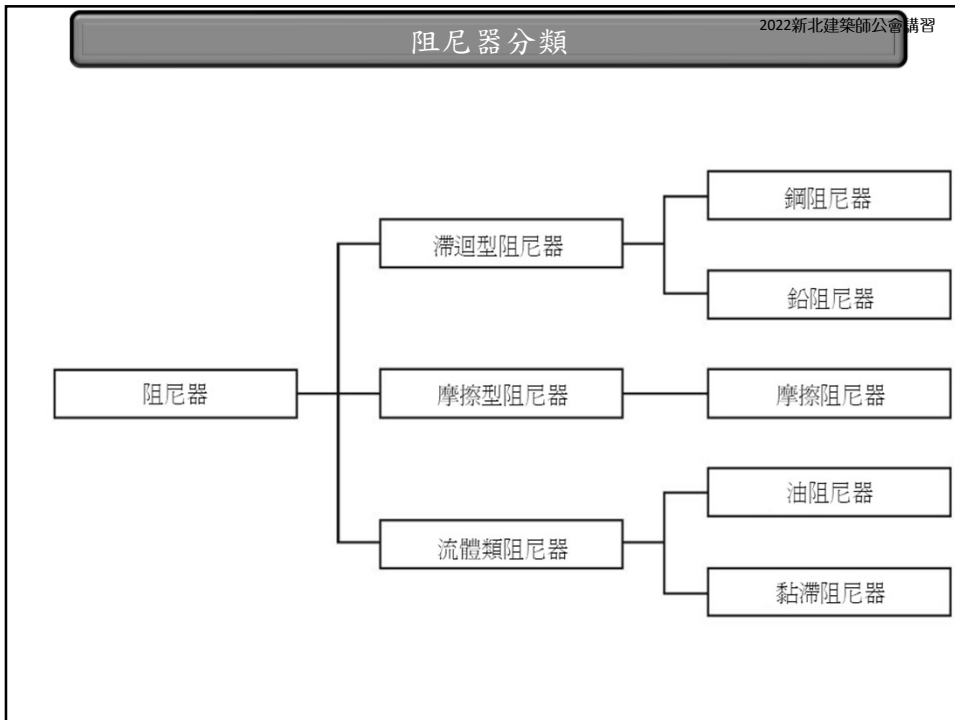 2022新北建築師公會講習
阻尼器分類
阻尼器
滯迴型阻尼器
鋼阻尼器
鉛阻尼器
摩擦型阻尼器
摩擦阻尼器
流體類阻尼器
油阻尼器
黏滯阻尼器